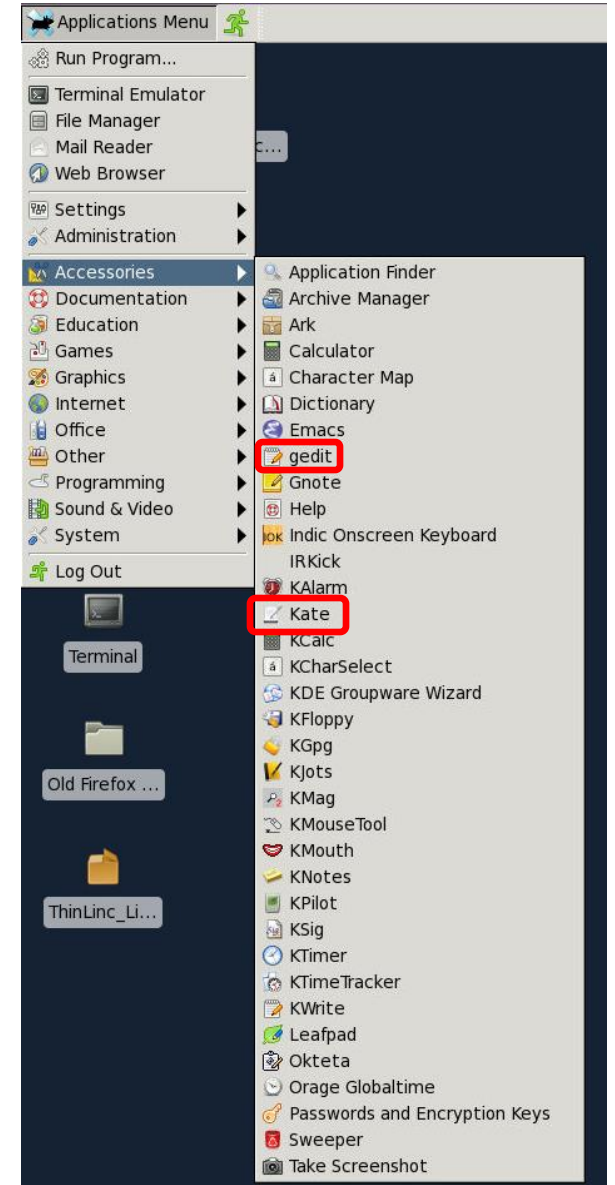 Applications Menu
Run Program...
Terminal Emulator
File Manager
Mail Reader
Web Browser
Settings
Administration
Accessories
Documentation
Education
Games
Graphics
Internet
Office
Other
Programming
Sound & Video
System
Log Out
c...
Application Finder
Archive Manager
Ark
Calculator
Character Map
Dictionary
Emacs
gedit
Gnote
Help
Indic Onscreen Keyboard
IRKick
KAlarm
Kate
KCalc
KCharSelect
KDE Groupware Wizard
KFloppy
KGpg
KJots
KMag
KMouseTool
KMouth
KNotes
KPilot
KSig
KTimer
KTimeTracker
KWrite
Leafpad
Okteta
Orage Globaltime
Passwords and Encryption Keys
Sweeper
Take Screenshot
Terminal
Old Firefox ...
ThinLinc_Li...